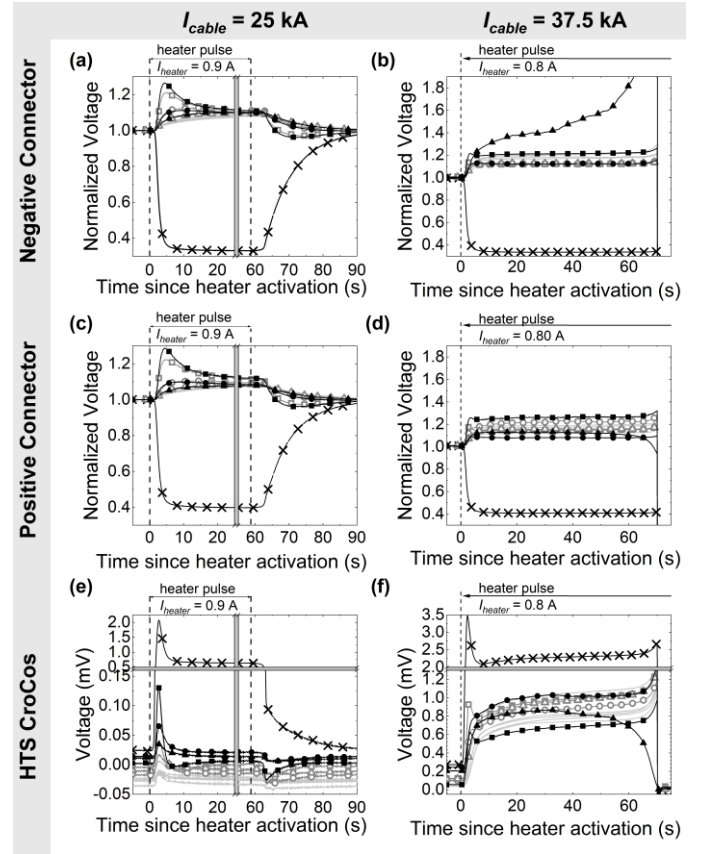 I_cable = 25 kA
I_cable = 37.5 kA
Negative Connector
(a)
heater pulse
I_heater = 0.9 A
Normalized Voltage
1.2
1.0
0.8
0.6
0.4
0 10 20 60 70 80 90
Time since heater activation (s)
(b)
heater pulse
I_heater = 0.8 A
Normalized Voltage
1.8
1.6
1.4
1.2
1.0
0.8
0.6
0.4
0 20 40 60
Time since heater activation (s)
Positive Connector
(c)
heater pulse
I_heater = 0.9 A
Normalized Voltage
1.2
1.0
0.8
0.6
0.4
0 10 20 60 70 80 90
Time since heater activation (s)
(d)
heater pulse
I_heater = 0.80 A
Normalized Voltage
1.8
1.6
1.4
1.2
1.0
0.8
0.6
0.4
0 20 40 60
Time since heater activation (s)
HTS CroCos
(e)
heater pulse
I_heater = 0.9 A
Voltage (mV)
2.0
1.5
1.0
0.5
0.15
0.10
0.05
0.00
-0.05
0 10 20 60 70 80 90
Time since heater activation (s)
(f)
heater pulse
I_heater = 0.8 A
Voltage (mV)
3.5
3.0
2.5
2.0
1.2
1.0
0.8
0.6
0.4
0.2
0.0
0 20 40 60
Time since heater activation (s)